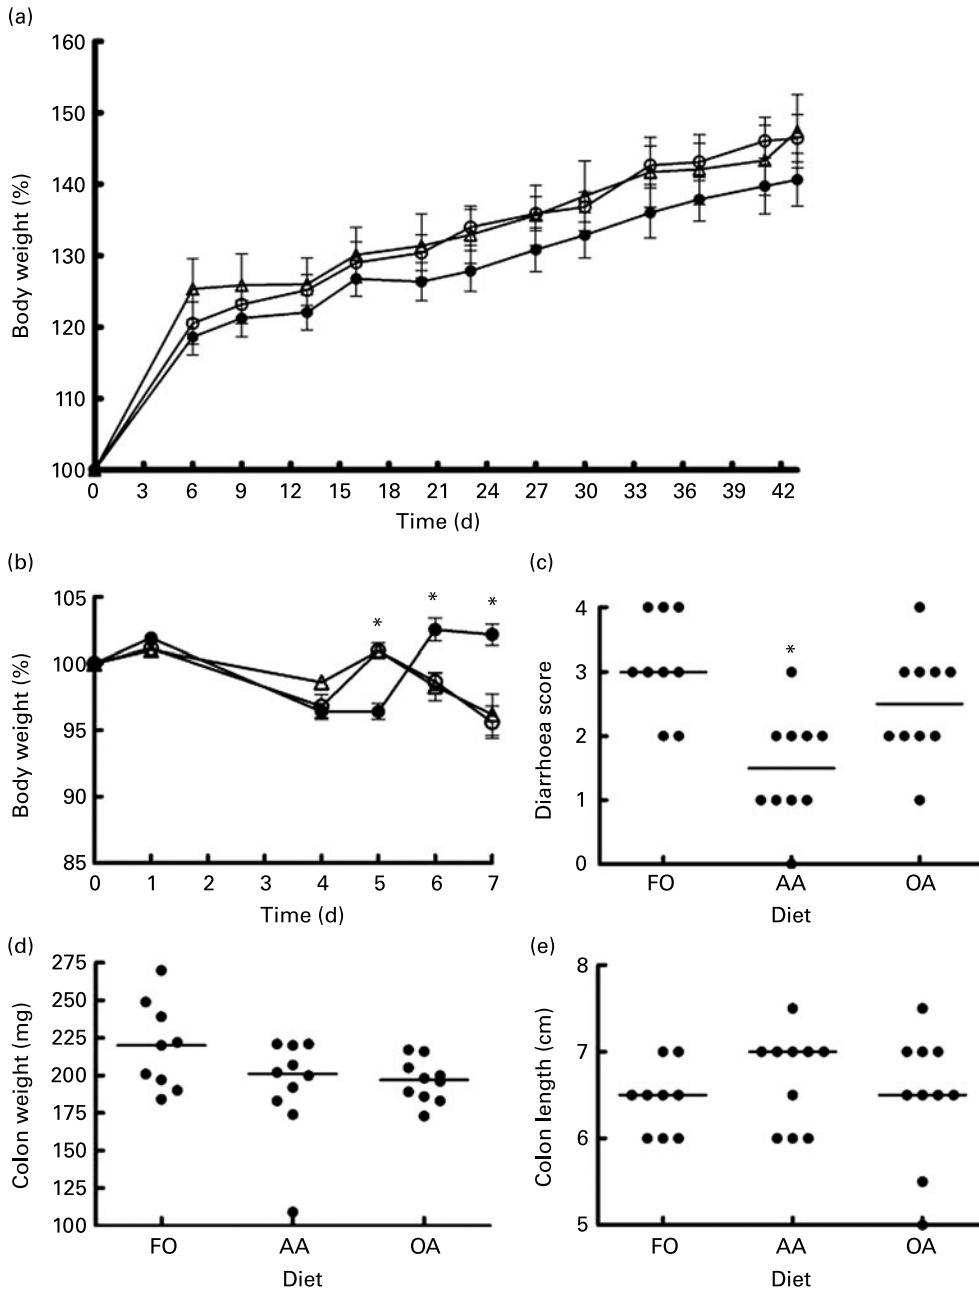 (a)
160
150
140
130
120
110
100
Body weight (%)
0 3 6 9 12 15 18 21 24 27 30 33 36 39 42
Time (d)
(b)
105
100
95
90
85
Body weight (%)
* * *
0 1 2 3 4 5 6 7
Time (d)
(c)
4
3
2
1
0
Diarrhoea score
*
FO AA OA
Diet
(d)
275
250
225
200
175
150
125
100
Colon weight (mg)
FO AA OA
Diet
(e)
8
7
6
5
Colon length (cm)
FO AA OA
Diet